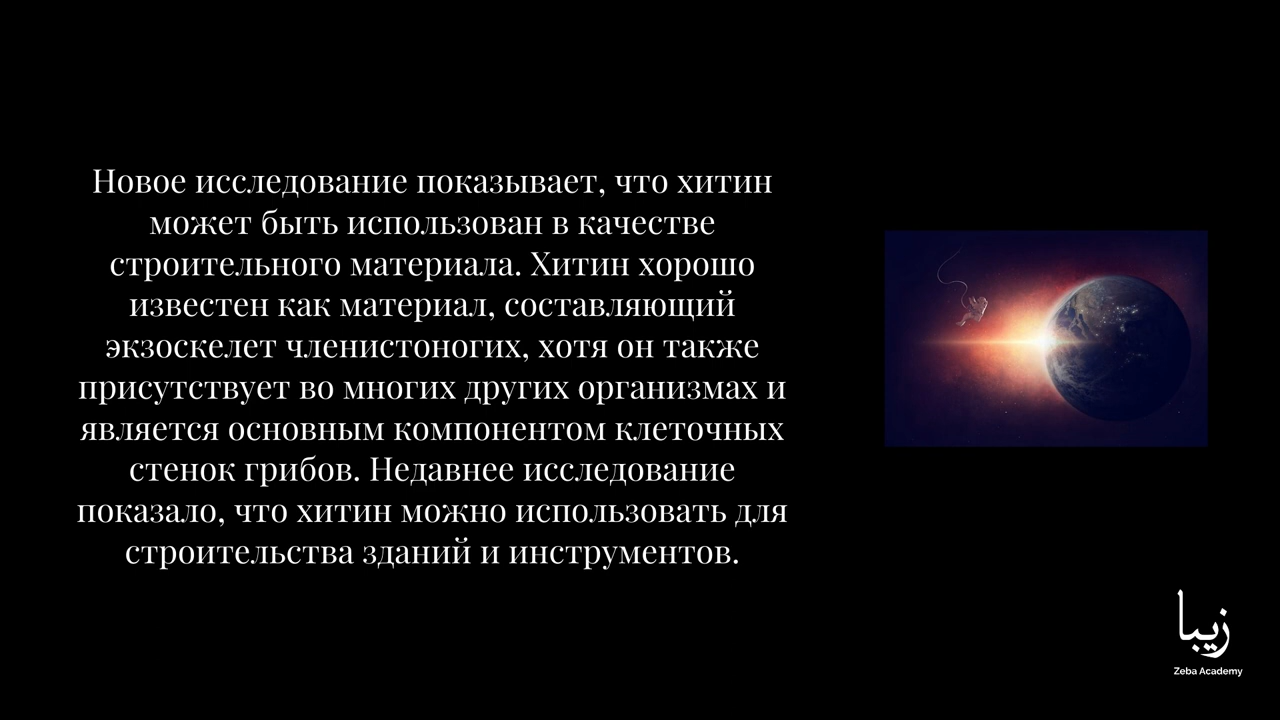 Новое исследование показывает, что хитин
может быть использован в качестве
строительного материала. Хитин хорошо
известен как материал, составляющий
экзоскелет членистоногих, хотя он также
присутствует во многих других организмах и
является основным компонентом клеточных
стенок грибов. Недавнее исследование
показало, что хитин можно использовать для
строительства зданий и инструментов.
زیبا
Zeba Academy